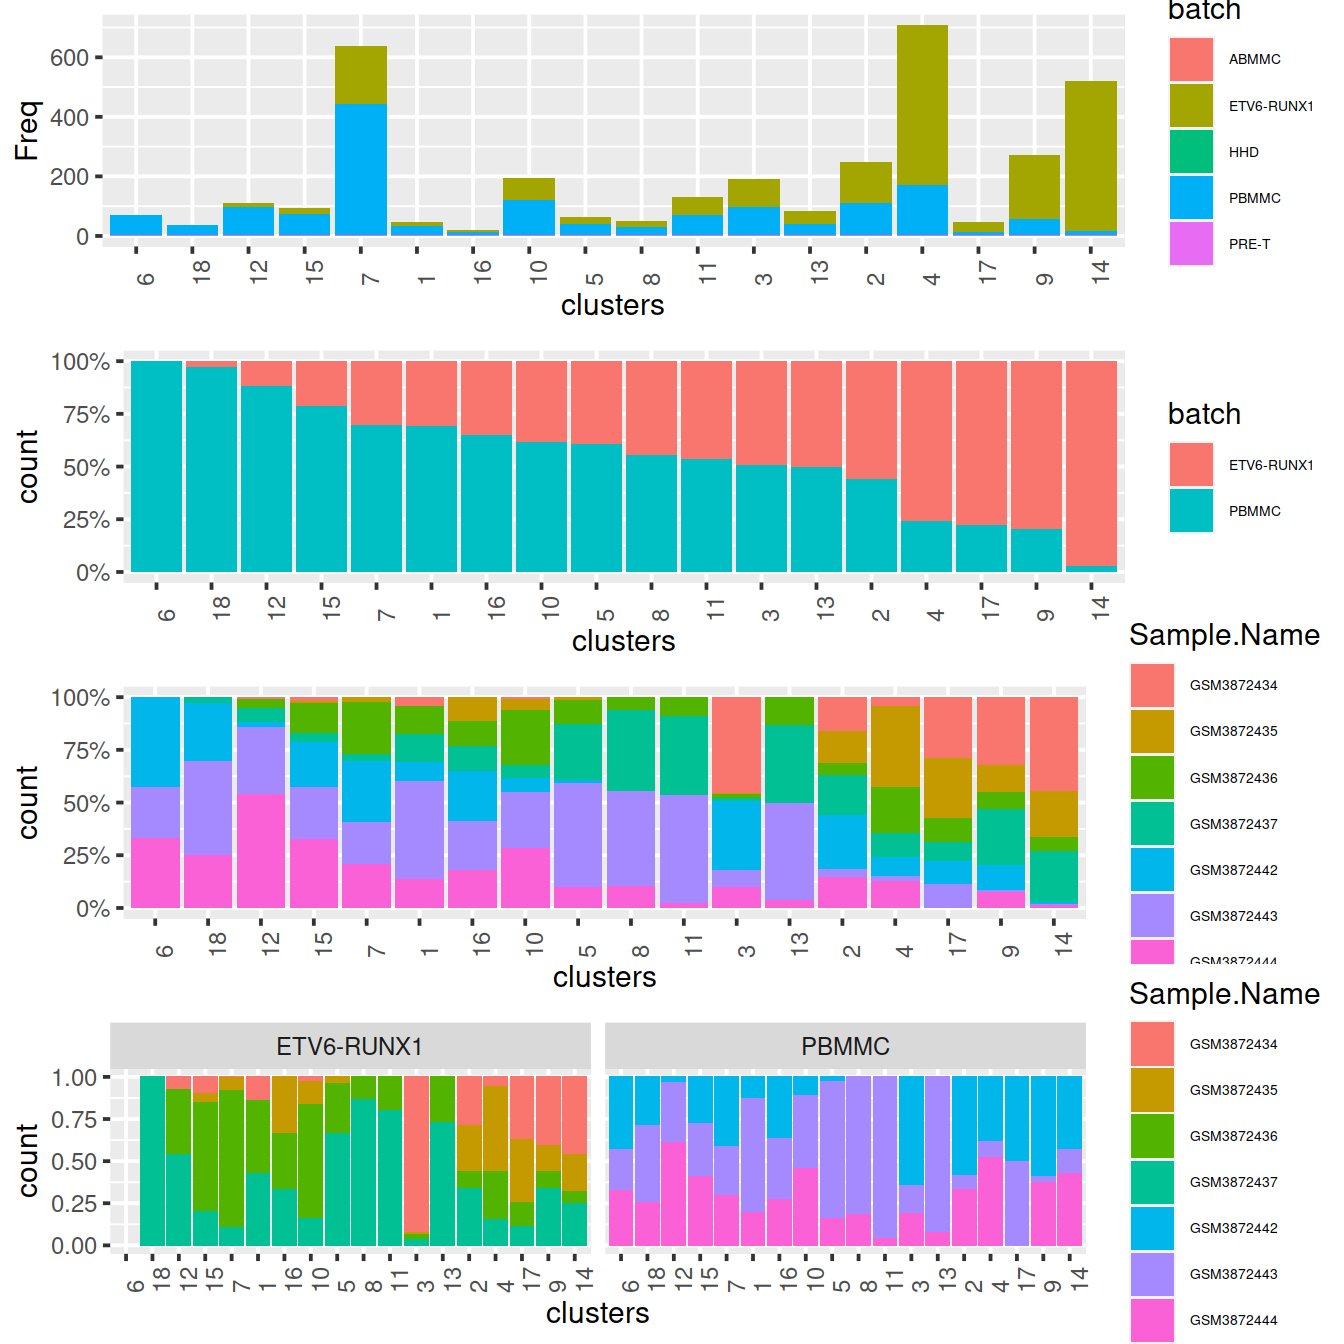 batch
ABMMC
ETV6-RUNX1
HHD
PBMMC
PRE-T
Freq
600
400
200
0
6 18 12 15 7 1 16 10 5 8 11 3 13 2 4 17 9 14
clusters
batch
ETV6-RUNX1
PBMMC
count
100%
75%
50%
25%
0%
6 18 12 15 7 1 16 10 5 8 11 3 13 2 4 17 9 14
clusters
Sample.Name
GSM3872434
GSM3872435
GSM3872436
GSM3872437
GSM3872442
GSM3872443
GSM3872444
count
100%
75%
50%
25%
0%
6 18 12 15 7 1 16 10 5 8 11 3 13 2 4 17 9 14
clusters
Sample.Name
GSM3872434
GSM3872435
GSM3872436
GSM3872437
GSM3872442
GSM3872443
GSM3872444
ETV6-RUNX1
PBMMC
count
1.00
0.75
0.50
0.25
0.00
6 18 12 15 7 1 16 10 5 8 11 3 13 2 4 17 9 14
6 18 12 15 7 1 16 10 5 8 11 3 13 2 4 17 9 14
clusters